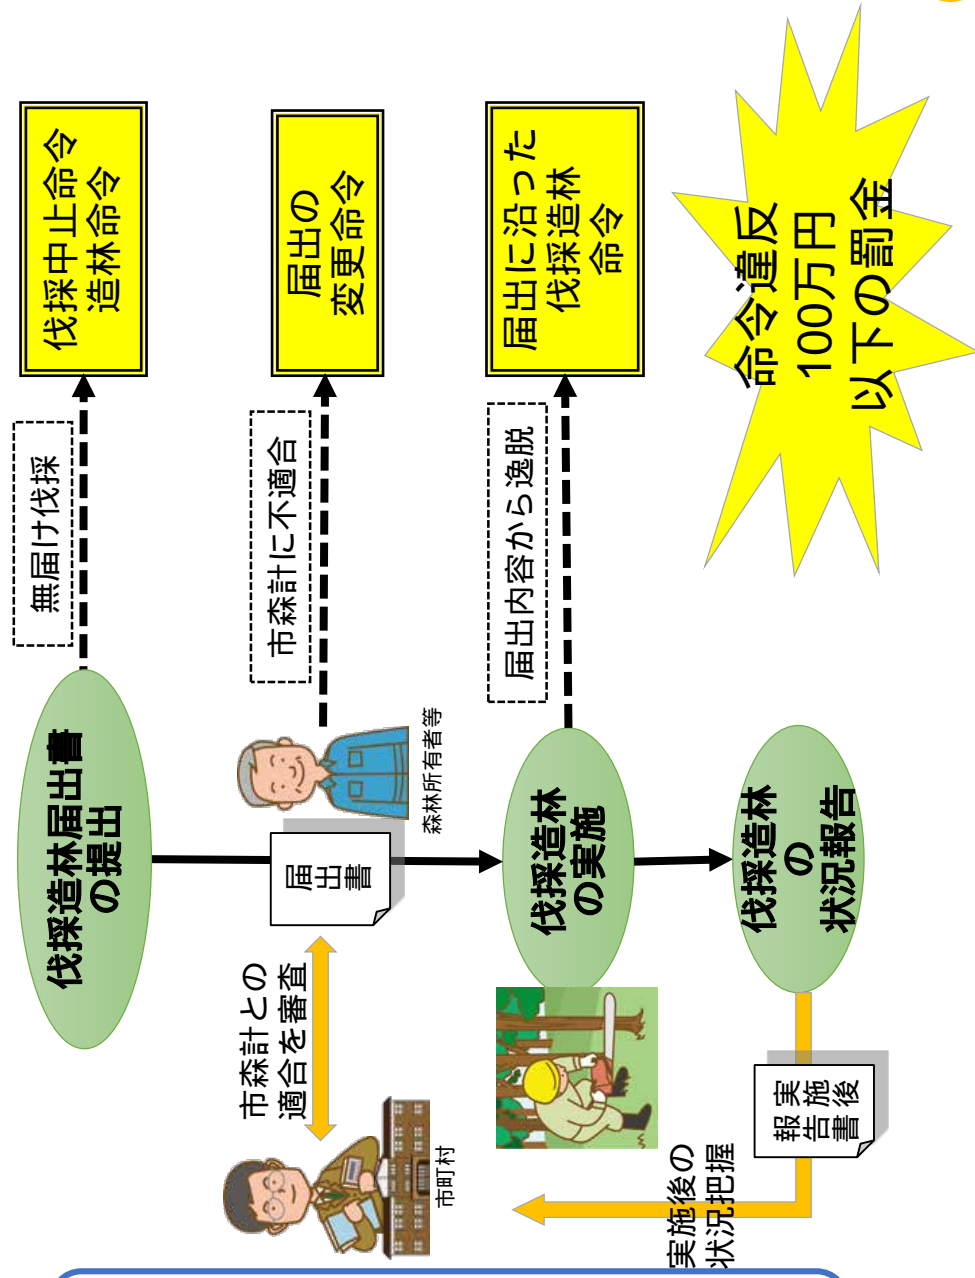 伐採造林届出書
の提出
無届け伐採
伐採中止命令
造林命令
市森計との
適合を審査
市町村
届
出
書
森林所有者等
市森計に不適合
届出の
変更命令
伐採造林
の実施
届出内容から逸脱
届出に沿った
伐採造林
命令
実施後の
状況把握
実施後
報告書
伐採造林
の
状況報告
命令違反
100万円
以下の罰金